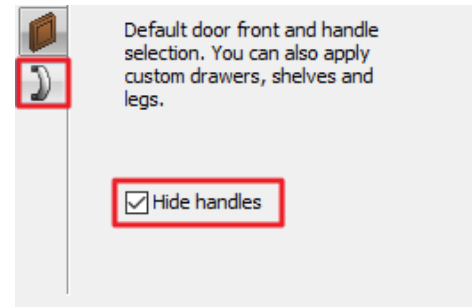 Default door front and handle
selection. You can also apply
custom drawers, shelves and
legs.
Hide handles